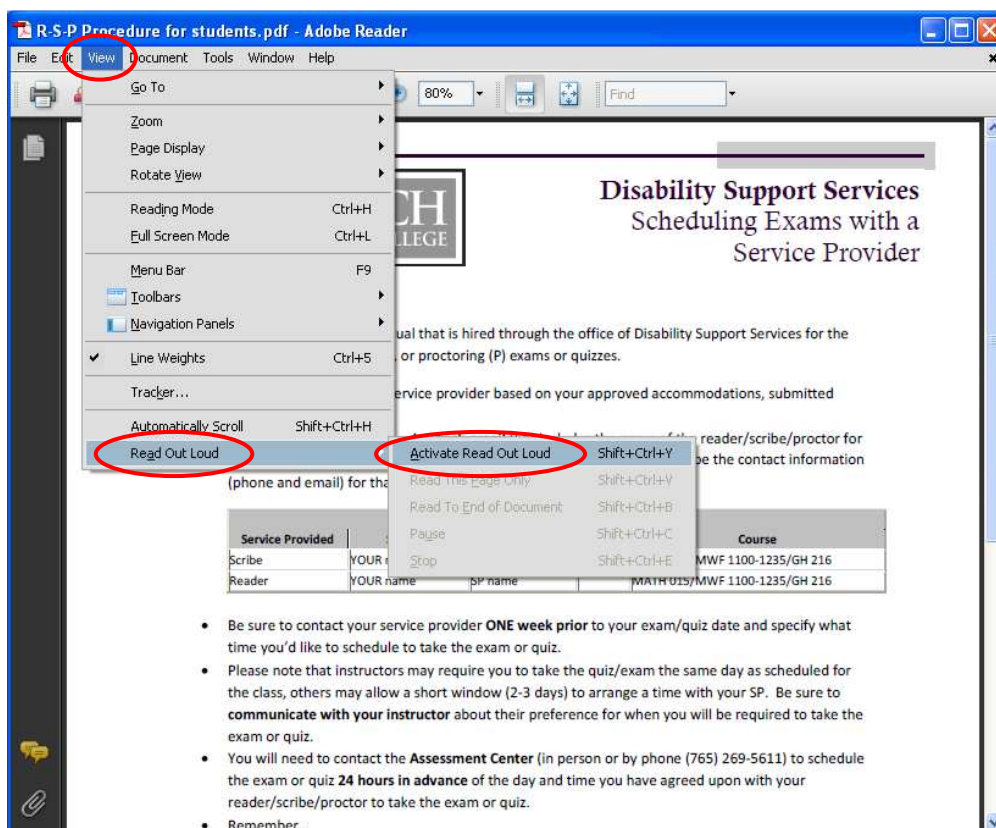 R-S-P Procedure for students.pdf - Adobe Reader
File Edit View Document Tools Window Help
80% Find
Go To
Zoom
Page Display
Rotate View
Reading Mode Ctrl+H
Full Screen Mode Ctrl+L
Menu Bar F9
Toolbars
Navigation Panels
Line Weights Ctrl+5
Tracker...
Automatically Scroll Shift+Ctrl+H
Read Out Loud
Activate Read Out Loud Shift+Ctrl+Y
Read This Page Only Shift+Ctrl+V
Read To End of Document Shift+Ctrl+B
Pause Shift+Ctrl+C
Stop Shift+Ctrl+E
Disability Support Services
Scheduling Exams with a
Service Provider
that is hired through the office of Disability Support Services for the
or proctoring (P) exams or quizzes.
service provider based on your approved accommodations, submitted
reader/scribe/proctor for
be the contact information
(phone and email) for
Service Provided Course
Scribe YOUR MWF 1100-1235/GH 216
Reader YOUR name SP name MATH 015/MWF 1100-1235/GH 216
• Be sure to contact your service provider ONE week prior to your exam/quiz date and specify what
time you'd like to schedule to take the exam or quiz.
• Please note that instructors may require you to take the quiz/exam the same day as scheduled for
the class, others may allow a short window (2-3 days) to arrange a time with your SP. Be sure to
communicate with your instructor about their preference for when you will be required to take the
exam or quiz.
• You will need to contact the Assessment Center (in person or by phone (765) 269-5611) to schedule
the exam or quiz 24 hours in advance of the day and time you have agreed upon with your
reader/scribe/proctor to take the exam or quiz.
• Remember